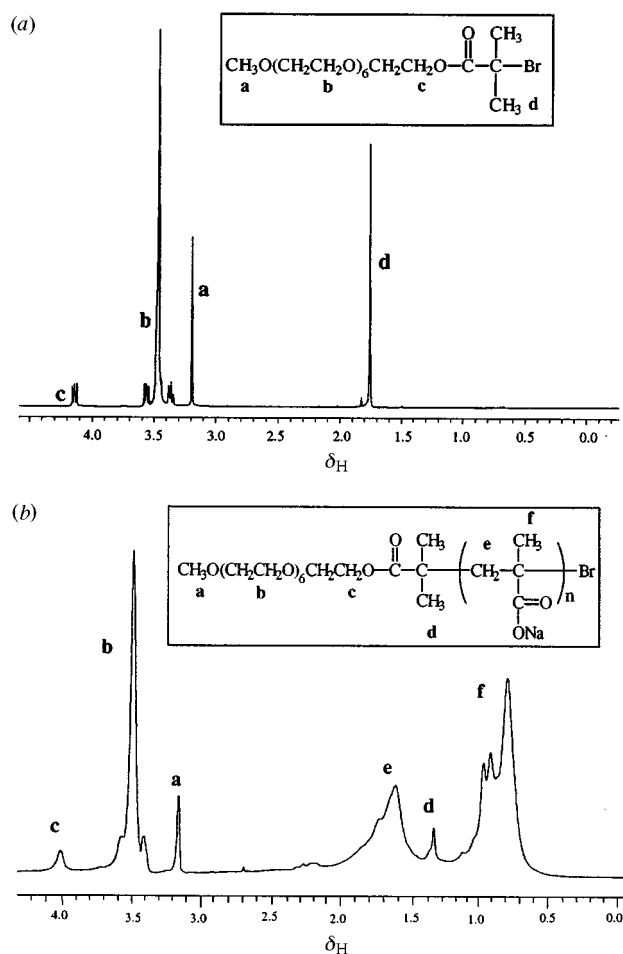 (a)
O CH₃
CH₃O(CH₂CH₂O)₆CH₂CH₂O C Br
a b c
CH₃ d
d
b
a
c
4.0 3.5 3.0 2.5 2.0 1.5 1.0 0.5 0.0
δH
(b)
f
O CH₃ e CH₃
CH₃O(CH₂CH₂O)₆CH₂CH₂O C CH₂ Br
a b c CH₃ C O n
d ONa
b
f
e
a
d
c
4.0 3.5 3.0 2.5 2.0 1.5 1.0 0.5 0.0
δH